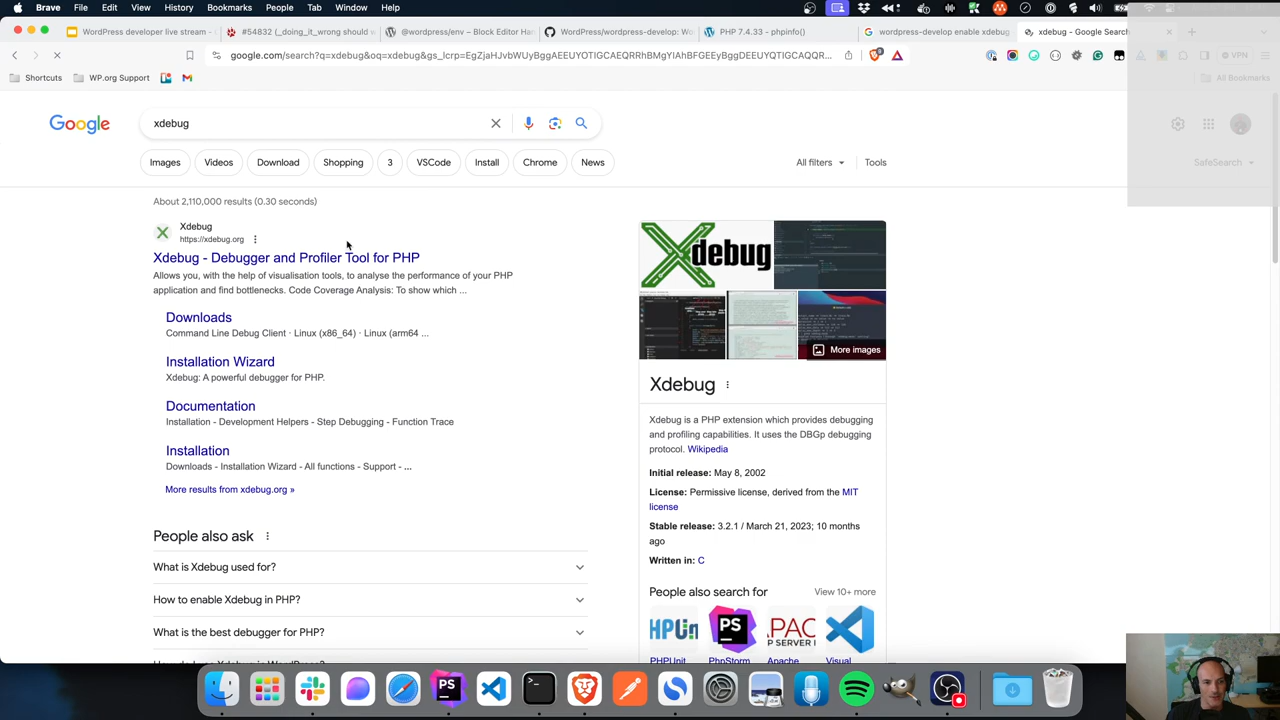 Brave File Edit View History Bookmarks People Tab Window Help
WordPress developer live stream - #54832 (_doing_it_wrong should w @wordpress/env – Block Editor Han WordPress/wordpress-develop: Wo PHP 7.4.33 - phpinfo() wordpress-develop enable xdebug xdebug - Google Search
google.com/search?q=xdebug&oq=xdebug&gs_lcrp=EgZjaHJvbWUyBggAEEUYOTIGCAEQRRhBMgYIAhBFGEEyBggDEEUYQTIGCAQQR...
VPN
Shortcuts WP.org Support All Bookmarks
Google xdebug
Images Videos Download Shopping 3 VSCode Install Chrome News All filters Tools SafeSearch
About 2,110,000 results (0.30 seconds)
Xdebug
https://xdebug.org
Xdebug - Debugger and Profiler Tool for PHP
Allows you, with the help of visualisation tools, to analyse the performance of your PHP
application and find bottlenecks. Code Coverage Analysis: To show which ...
Downloads
Command Line Debug Client · Linux (x86_64) · Linux (arm64 ...
Installation Wizard
Xdebug: A powerful debugger for PHP.
Documentation
Installation - Development Helpers - Step Debugging - Function Trace
Installation
Downloads - Installation Wizard - All functions - Support - ...
More results from xdebug.org »
People also ask
What is Xdebug used for?
How to enable Xdebug in PHP?
What is the best debugger for PHP?
Xdebug
More images
Xdebug
Xdebug is a PHP extension which provides debugging
and profiling capabilities. It uses the DBGp debugging
protocol. Wikipedia
Initial release: May 8, 2002
License: Permissive license, derived from the MIT
license
Stable release: 3.2.1 / March 21, 2023; 10 months
ago
Written in: C
People also search for View 10+ more
PHPUnit PhpStorm Apache Visual